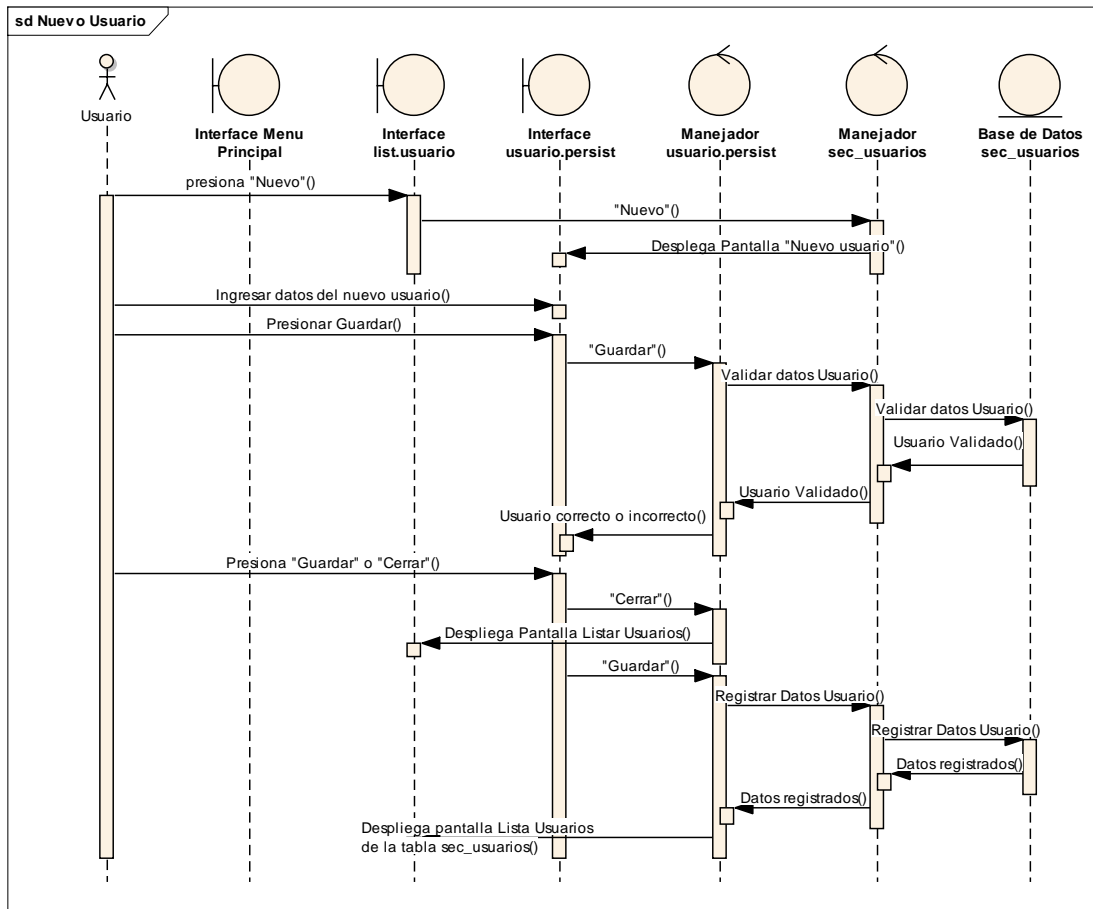 sd Nuevo Usuario
Usuario
Interface Menu
Principal
Interface
list.usuario
Interface
usuario.persist
Manejador
usuario.persist
Manejador
sec_usuarios
Base de Datos
sec_usuarios
presiona "Nuevo"()
"Nuevo"()
Desplega Pantalla "Nuevo usuario"()
Ingresar datos del nuevo usuario()
Presionar Guardar()
"Guardar"()
Validar datos Usuario()
Validar datos Usuario()
Usuario Validado()
Usuario Validado()
Usuario correcto o incorrecto()
Presiona "Guardar" o "Cerrar"()
"Cerrar"()
Despliega Pantalla Listar Usuarios()
"Guardar"()
Registrar Datos Usuario()
Registrar Datos Usuario()
Datos registrados()
Datos registrados()
Despliega pantalla Lista Usuarios
de la tabla sec_usuarios()